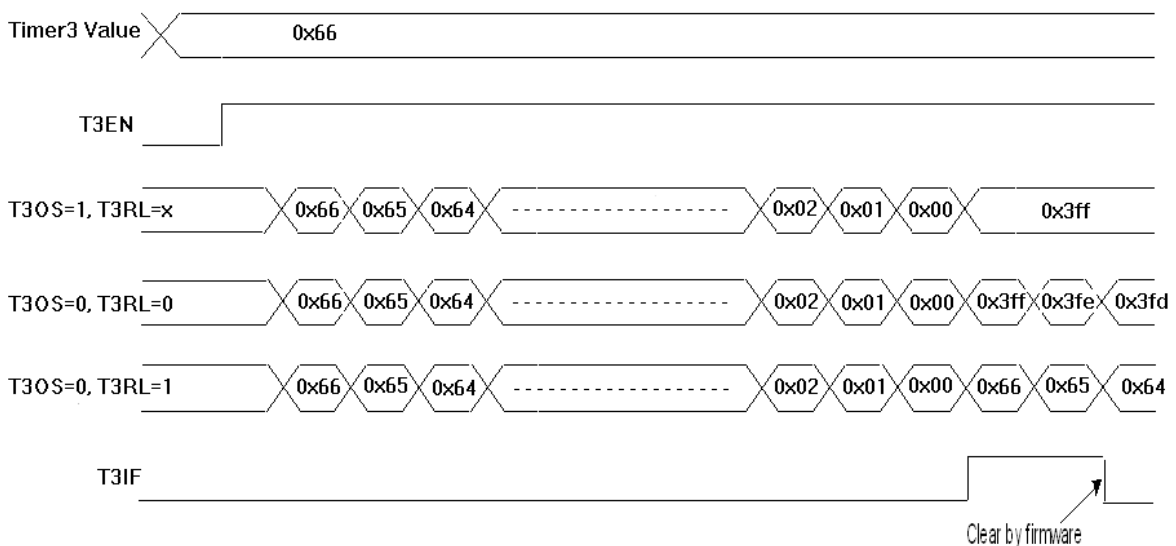 Timer3 Value 0x66
T3EN
T3OS=1, T3RL=x 0x66 0x65 0x64 0x02 0x01 0x00 0x3ff
T3OS=0, T3RL=0 0x66 0x65 0x64 0x02 0x01 0x00 0x3ff 0x3fe 0x3fd
T3OS=0, T3RL=1 0x66 0x65 0x64 0x02 0x01 0x00 0x66 0x65 0x64
T3IF
Clear by firmware